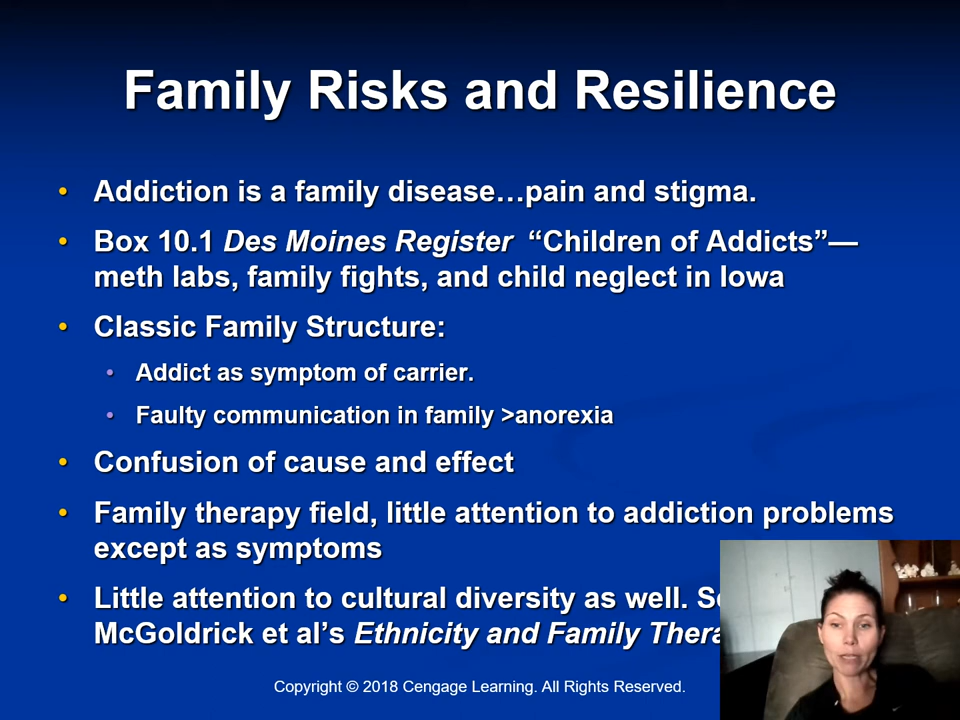 Family Risks and Resilience
• Addiction is a family disease…pain and stigma.
• Box 10.1 Des Moines Register “Children of Addicts”—
meth labs, family fights, and child neglect in Iowa
• Classic Family Structure:
• Addict as symptom of carrier.
• Faulty communication in family >anorexia
• Confusion of cause and effect
• Family therapy field, little attention to addiction problems
except as symptoms
• Little attention to cultural diversity as well.
McGoldrick et al’s Ethnicity and Family
Copyright © 2018 Cengage Learning. All Rights Reserved.